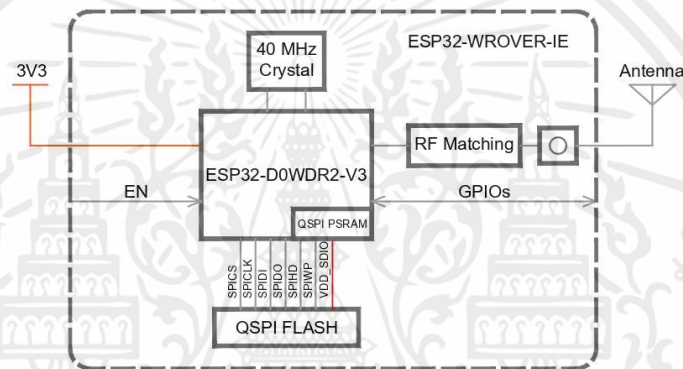 ESP32-WROVER-IE
40 MHz
Crystal
3V3
Antenna
RF Matching
ESP32-D0WDR2-V3
EN
GPIOs
QSPI PSRAM
SPICS
SPICLK
SPIDI
SPIDO
SPIHD
SPIWP
VDD_SDIO
QSPI FLASH